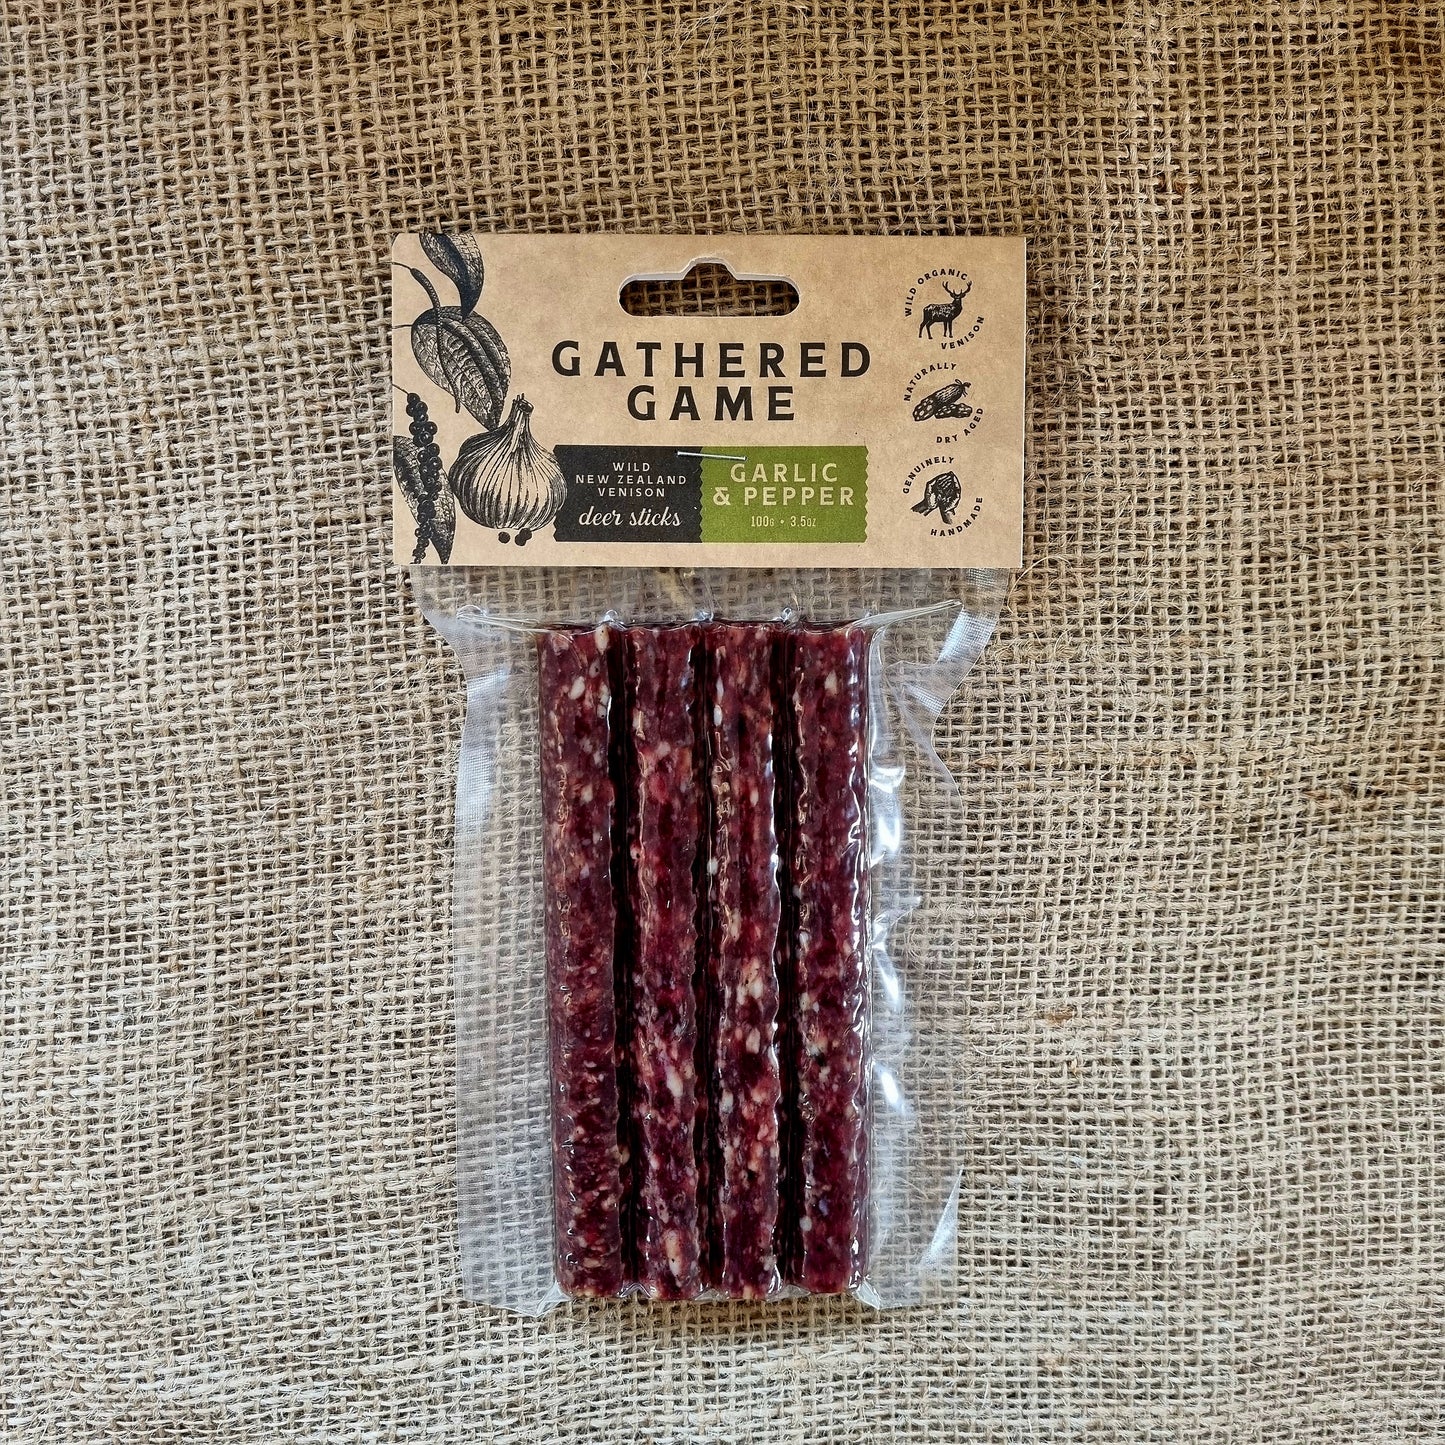 GATHERED
GAME
WILD
NEW ZEALAND
VENISON
deer sticks
GARLIC
& PEPPER
100G • 3.5OZ
WILD ORGANIC
VENISON
NATURALLY
DRY AGED
GENUINELY
HANDMADE